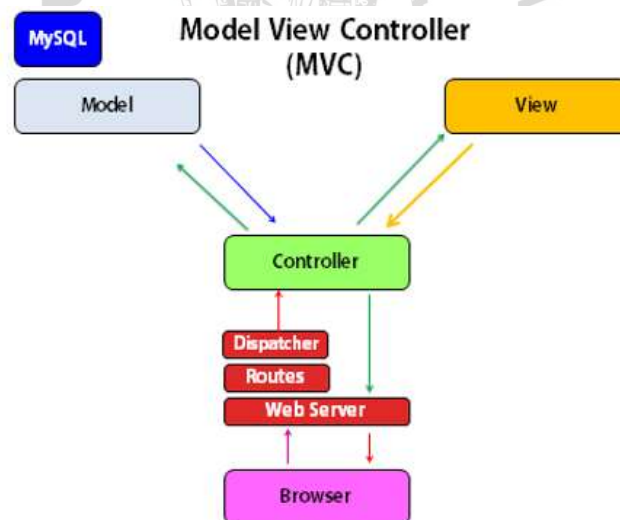 MySQL
Model View Controller
(MVC)
Model
View
Controller
Dispatcher
Routes
Web Server
Browser